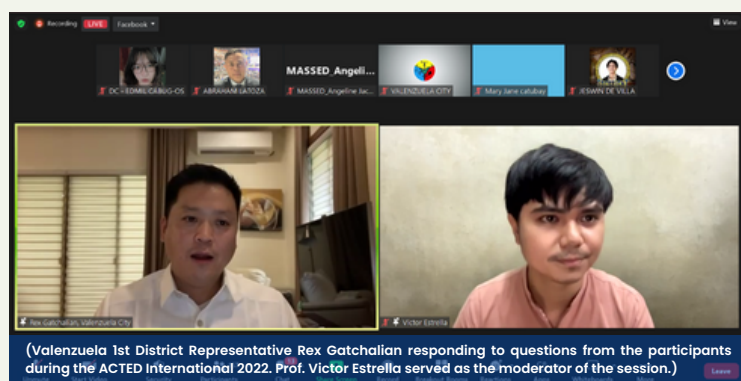 Recording LIVE Facebook
View
MASSED_Angeli...
DC - EDMIL CABUG-OS
ABRAHAM LATOZA
MASSED_Angeline Jac...
VALENZUELA CITY
Mary Jane catubay
JESWIN DE VILLA
Rex Gatchalian, Valenzuela City
Victor Estrella
(Valenzuela 1st District Representative Rex Gatchalian responding to questions from the participants
during the ACTED International 2022. Prof. Victor Estrella served as the moderator of the session.)
Leave